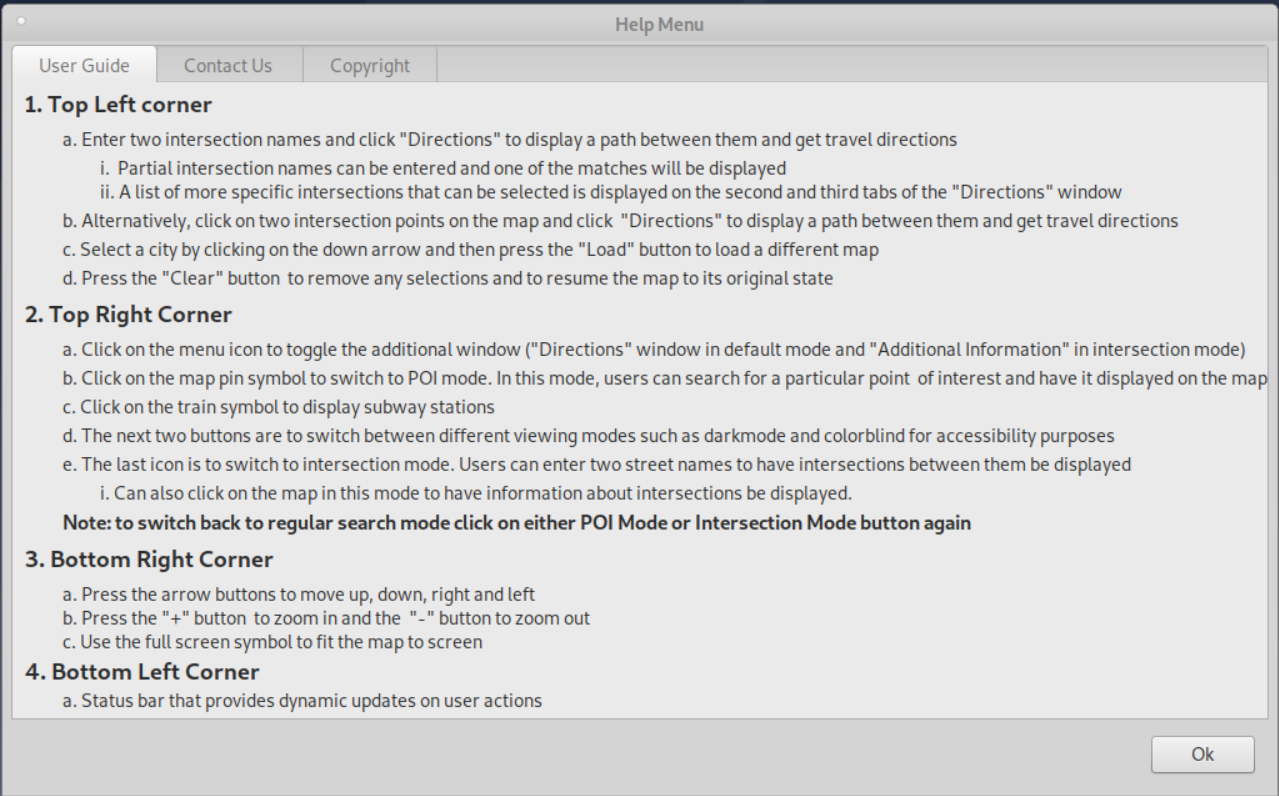 Help Menu
User Guide
Contact Us
Copyright
1. Top Left corner
a. Enter two intersection names and click "Directions" to display a path between them and get travel directions
i. Partial intersection names can be entered and one of the matches will be displayed
ii. A list of more specific intersections that can be selected is displayed on the second and third tabs of the "Directions" window
b. Alternatively, click on two intersection points on the map and click "Directions" to display a path between them and get travel directions
c. Select a city by clicking on the down arrow and then press the "Load" button to load a different map
d. Press the "Clear" button to remove any selections and to resume the map to its original state
2. Top Right Corner
a. Click on the menu icon to toggle the additional window ("Directions" window in default mode and "Additional Information" in intersection mode)
b. Click on the map pin symbol to switch to POI mode. In this mode, users can search for a particular point of interest and have it displayed on the map
c. Click on the train symbol to display subway stations
d. The next two buttons are to switch between different viewing modes such as darkmode and colorblind for accessibility purposes
e. The last icon is to switch to intersection mode. Users can enter two street names to have intersections between them be displayed
i. Can also click on the map in this mode to have information about intersections be displayed.
Note: to switch back to regular search mode click on either POI Mode or Intersection Mode button again
3. Bottom Right Corner
a. Press the arrow buttons to move up, down, right and left
b. Press the "+" button to zoom in and the "-" button to zoom out
c. Use the full screen symbol to fit the map to screen
4. Bottom Left Corner
a. Status bar that provides dynamic updates on user actions
Ok